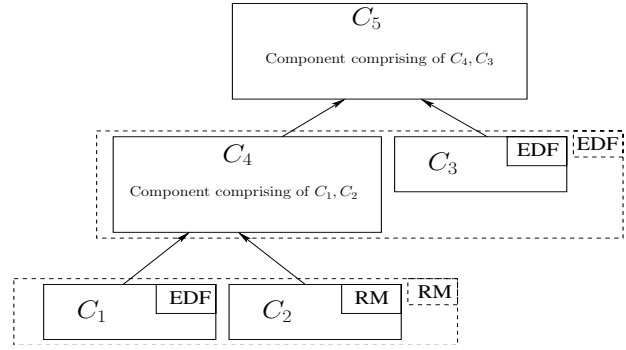 C₅
Component comprising of C₄, C₃
EDF
C₄
EDF
C₃
Component comprising of C₁, C₂
RM
EDF
RM
C₁
C₂